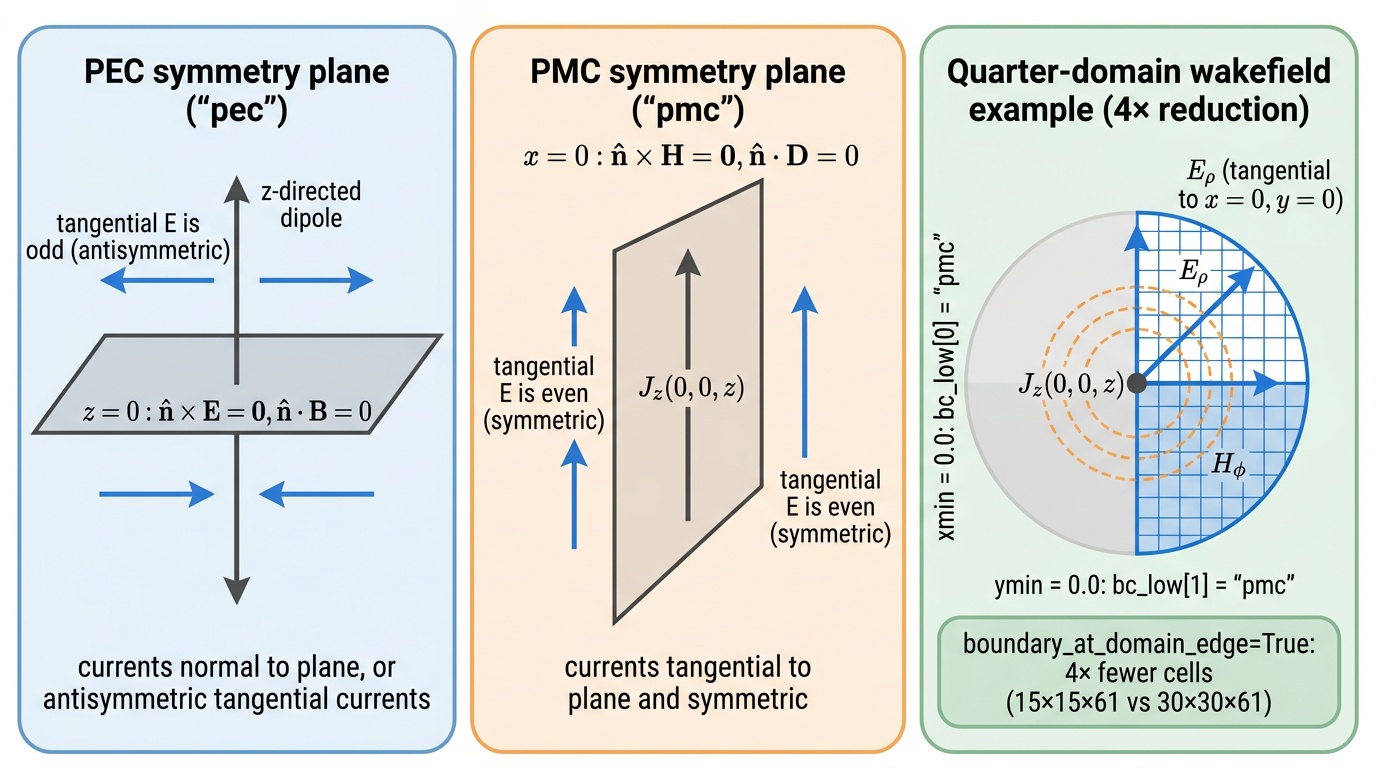 PEC symmetry plane
(“pec”)
z-directed
dipole
tangential E is
odd (antisymmetric)
z = 0 : n̂ × E = 0, n̂ · B = 0
currents normal to plane, or
antisymmetric tangential currents
PMC symmetry plane
(“pmc”)
x = 0 : n̂ × H = 0, n̂ · D = 0
tangential
E is even
(symmetric)
J_z(0, 0, z)
tangential
E is even
(symmetric)
currents tangential to
plane and symmetric
Quarter-domain wakefield
example (4× reduction)
E_ρ (tangential
to x = 0, y = 0)
xmin = 0.0: bc_low[0] = “pmc”
E_ρ
J_z(0, 0, z)
H_ϕ
ymin = 0.0: bc_low[1] = “pmc”
boundary_at_domain_edge=True:
4× fewer cells
(15×15×61 vs 30×30×61)